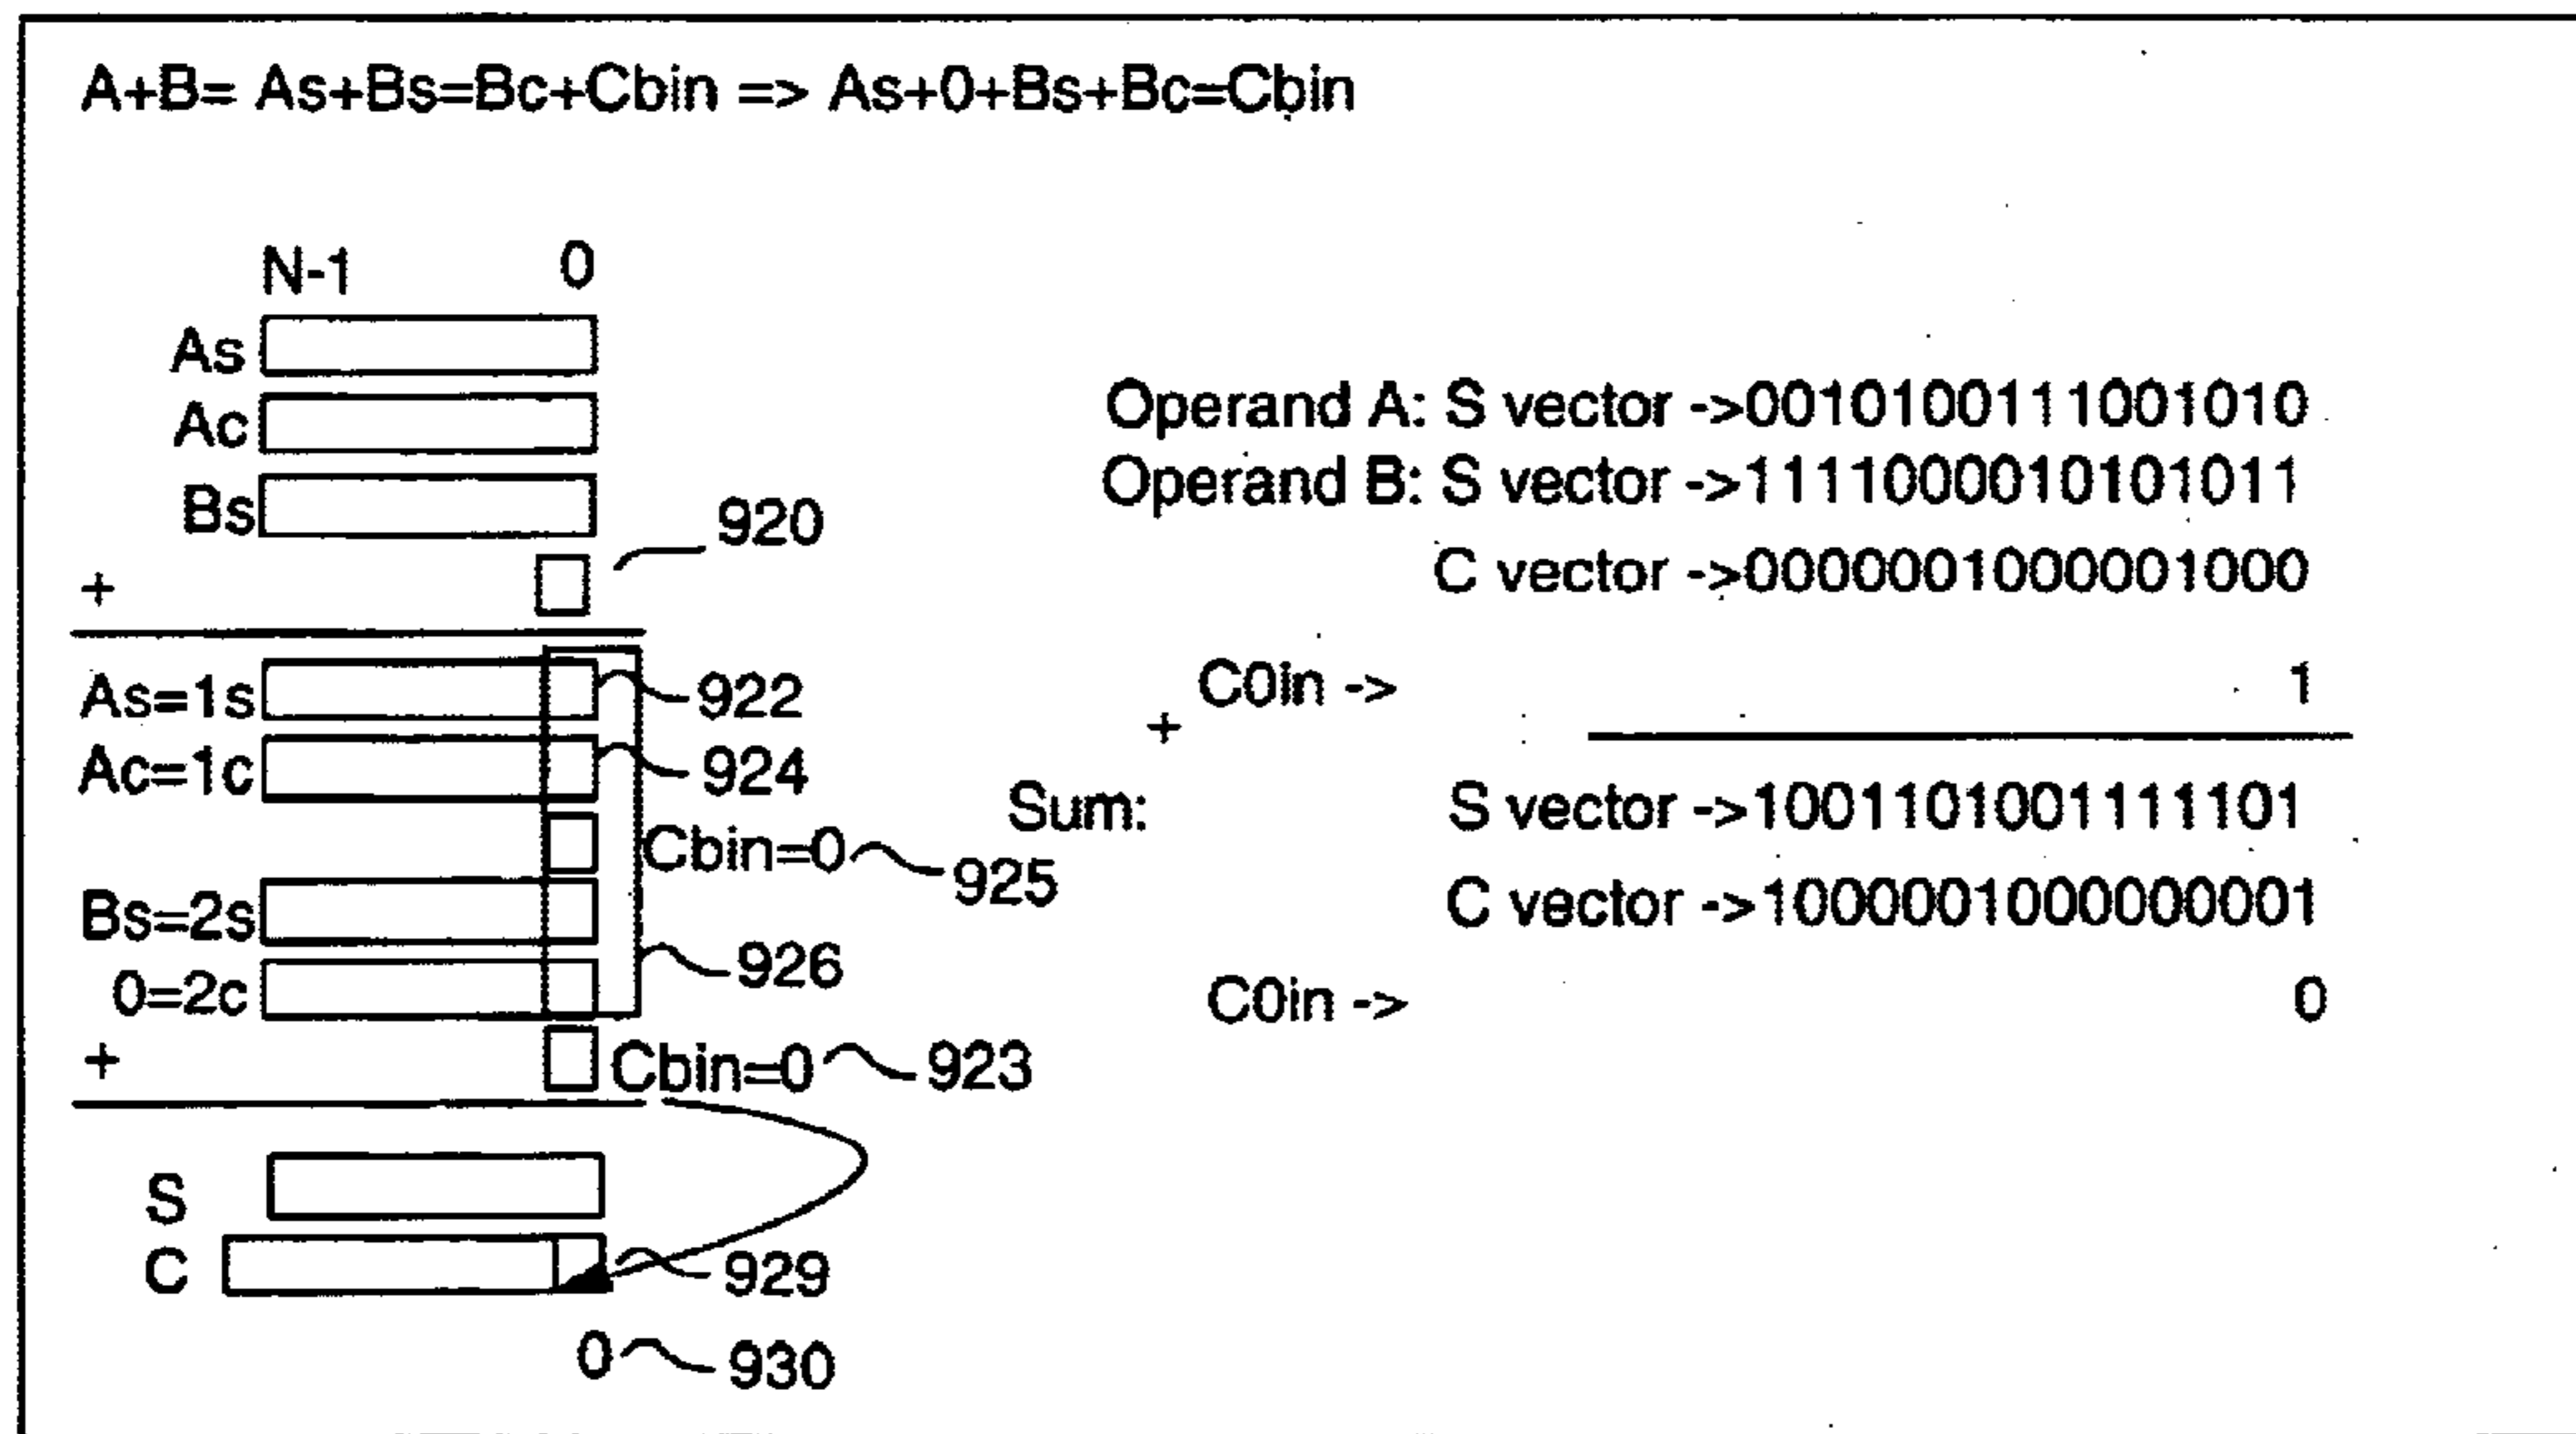 A+B= As+Bs=Bc+Cbin => As+0+Bs+Bc=Cbin
N-1 0
As
Ac
Bs
920
+
As=1s 922
Ac=1c 924
Cbin=0 925
Bs=2s
926
0=2c
+ Cbin=0 923
S
C 929
0 930
Operand A: S vector ->0010100111001010
Operand B: S vector ->1111000010101011
C vector ->0000001000001000
C0in -> 1
+
Sum: S vector ->1001101001111101
C vector ->1000001000000001
C0in -> 0